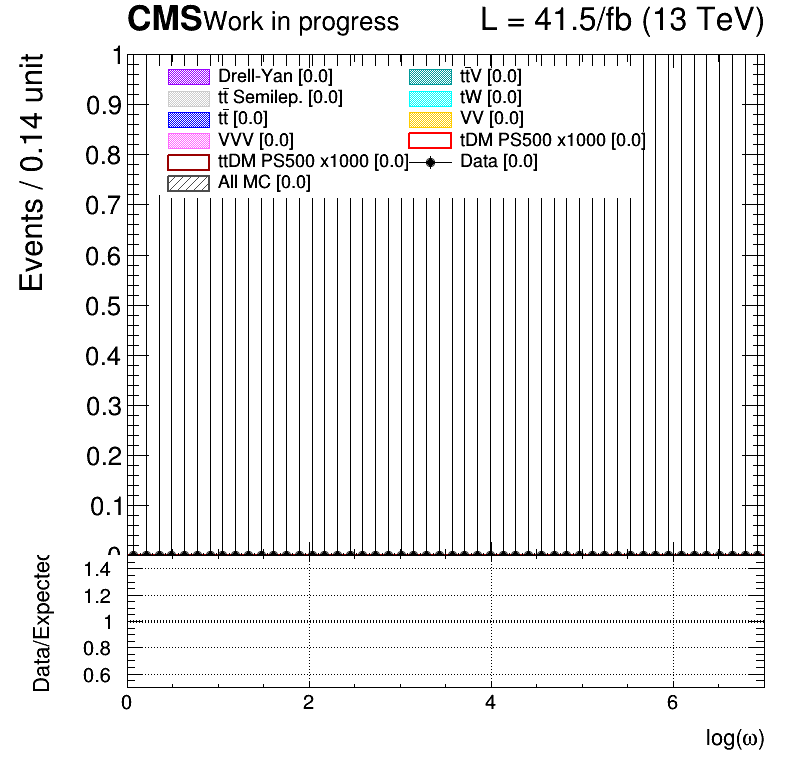 CMS Work in progress L = 41.5/fb (13 TeV)
Events / 0.14 unit
1
0.9
0.8
0.7
0.6
0.5
0.4
0.3
0.2
0.1
0
Drell-Yan [0.0] tt̄V [0.0]
tt̄ Semilep. [0.0] tW [0.0]
tt̄ [0.0] VV [0.0]
VVV [0.0] tDM PS500 x1000 [0.0]
ttDM PS500 x1000 [0.0] Data [0.0]
All MC [0.0]
Data/Expected
1.4
1.2
1
0.8
0.6
0 2 4 6
log(ω)